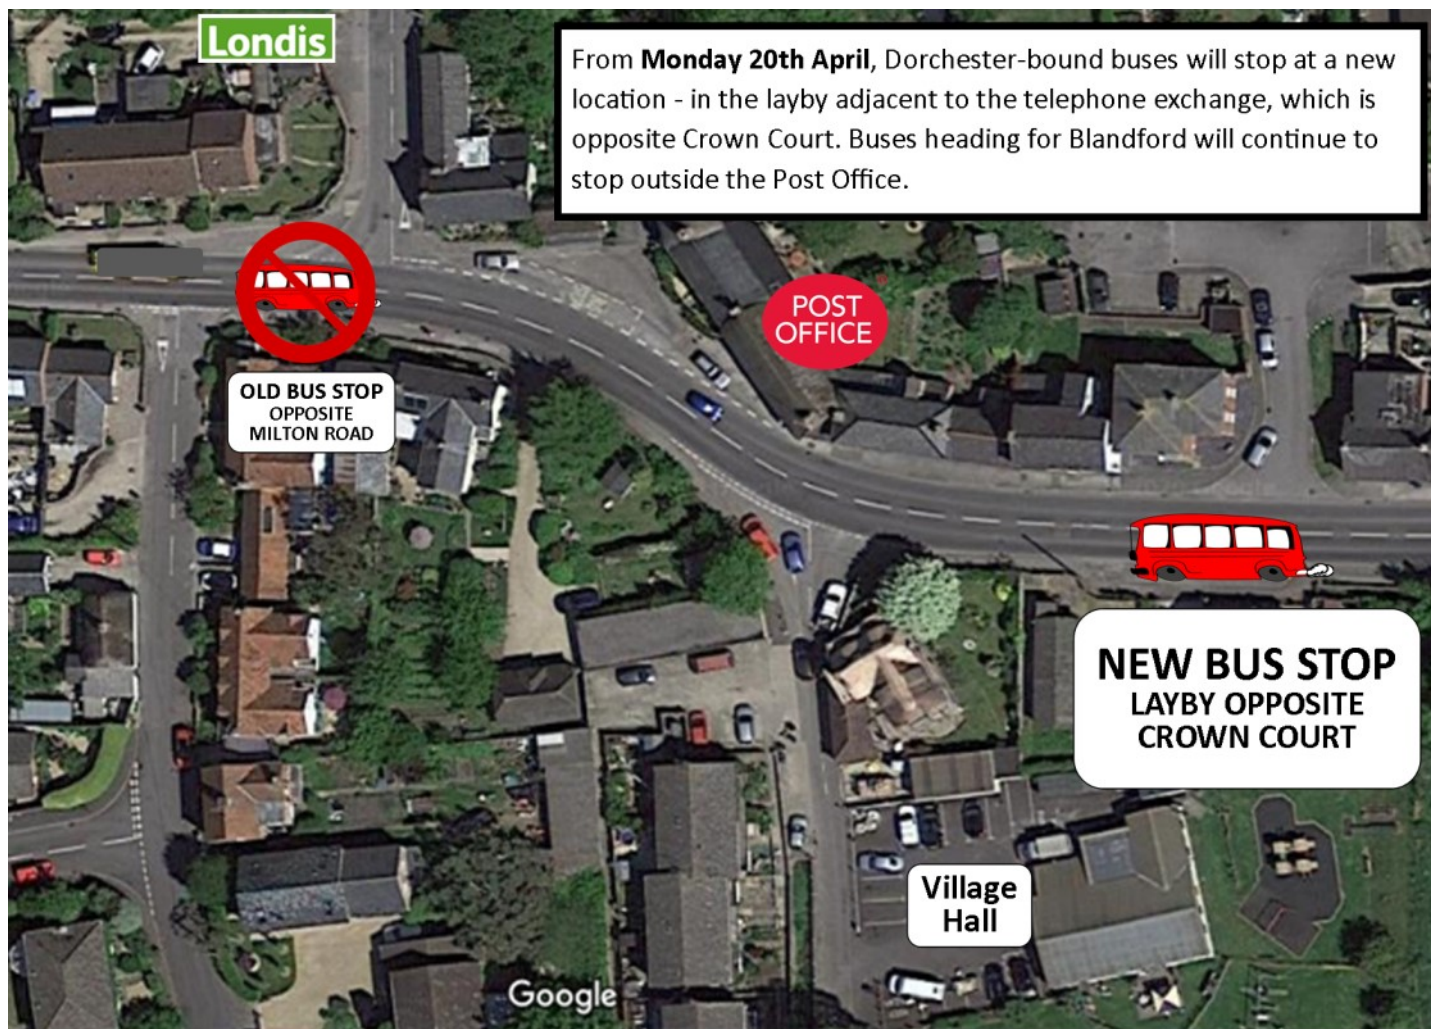 Londis
From Monday 20th April, Dorchester-bound buses will stop at a new
location - in the layby adjacent to the telephone exchange, which is
opposite Crown Court. Buses heading for Blandford will continue to
stop outside the Post Office.
POST
OFFICE
OLD BUS STOP
OPPOSITE
MILTON ROAD
NEW BUS STOP
LAYBY OPPOSITE
CROWN COURT
Village
Hall
Google